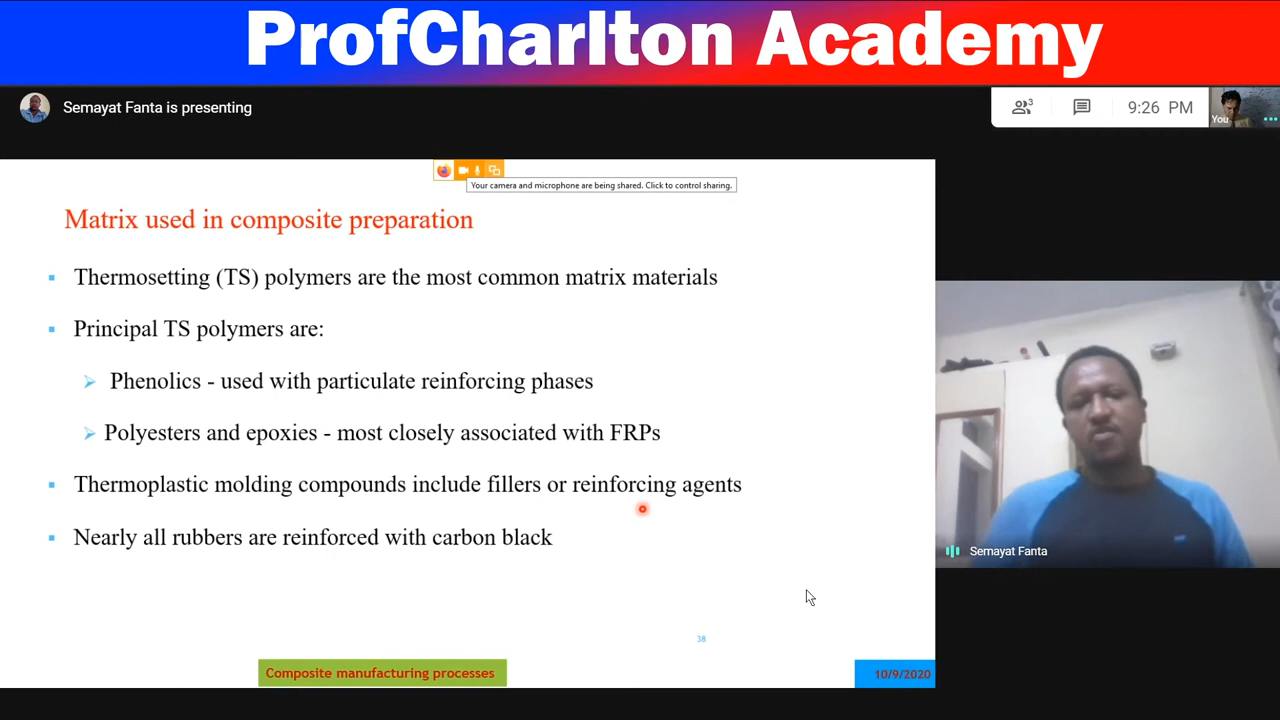 ProfCharlton Academy
Semayat Fanta is presenting
3
9:26 PM
You
Your camera and microphone are being shared. Click to control sharing.
Matrix used in composite preparation
Thermosetting (TS) polymers are the most common matrix materials
Principal TS polymers are:
Phenolics - used with particulate reinforcing phases
Polyesters and epoxies - most closely associated with FRPs
Thermoplastic molding compounds include fillers or reinforcing agents
Nearly all rubbers are reinforced with carbon black
Semayat Fanta
38
Composite manufacturing processes
10/9/2020